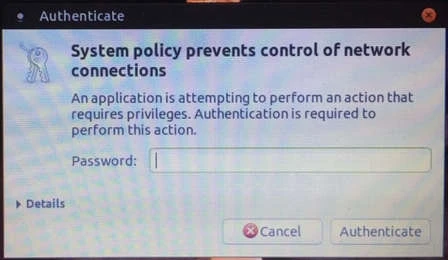 Authenticate
System policy prevents control of network
connections
An application is attempting to perform an action that
requires privileges. Authentication is required to
perform this action.
Password:
Details
Cancel
Authenticate